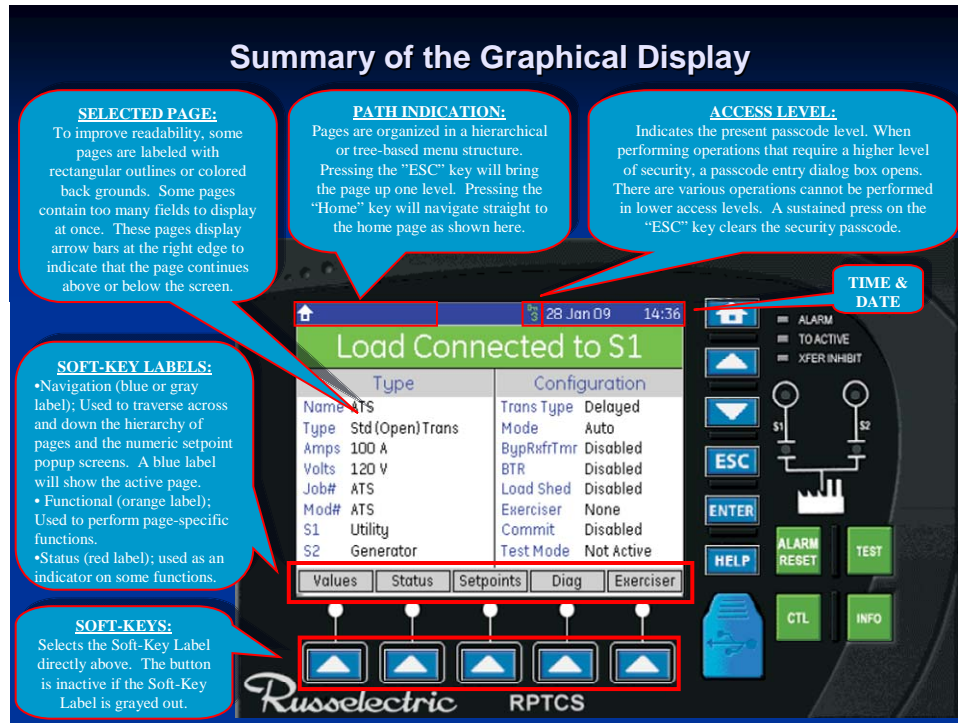 Summary of the Graphical Display
SELECTED PAGE:
To improve readability, some
pages are labeled with
rectangular outlines or colored
back grounds. Some pages
contain too many fields to display
at once. These pages display
arrow bars at the right edge to
indicate that the page continues
above or below the screen.
PATH INDICATION:
Pages are organized in a hierarchical
or tree-based menu structure.
Pressing the ”ESC” key will bring
the page up one level. Pressing the
“Home” key will navigate straight to
the home page as shown here.
ACCESS LEVEL:
Indicates the present passcode level. When
performing operations that require a higher level
of security, a passcode entry dialog box opens.
There are various operations cannot be performed
in lower access levels. A sustained press on the
“ESC” key clears the security passcode.
TIME &
DATE
SOFT-KEY LABELS:
•Navigation (blue or gray
label); Used to traverse across
and down the hierarchy of
pages and the numeric setpoint
popup screens. A blue label
will show the active page.
• Functional (orange label);
Used to perform page-specific
functions.
•Status (red label); used as an
indicator on some functions.
SOFT-KEYS:
Selects the Soft-Key Label
directly above. The button
is inactive if the Soft-Key
Label is grayed out.
28 Jan 09 14:36
Load Connected to S1
Type
Name ATS
Type Std (Open) Trans
Amps 100 A
Volts 120 V
Job# ATS
Mod# ATS
S1 Utility
S2 Generator
Configuration
Trans Type Delayed
Mode Auto
BypRxfrTmr Disabled
BTR Disabled
Load Shed Disabled
Exerciser None
Commit Disabled
Test Mode Not Active
Values Status Setpoints Diag Exerciser
ESC
ENTER
HELP
ALARM
TO ACTIVE
XFER INHIBIT
S1 S2
ALARM
RESET
TEST
CTL
INFO
Russelectric RPTCS